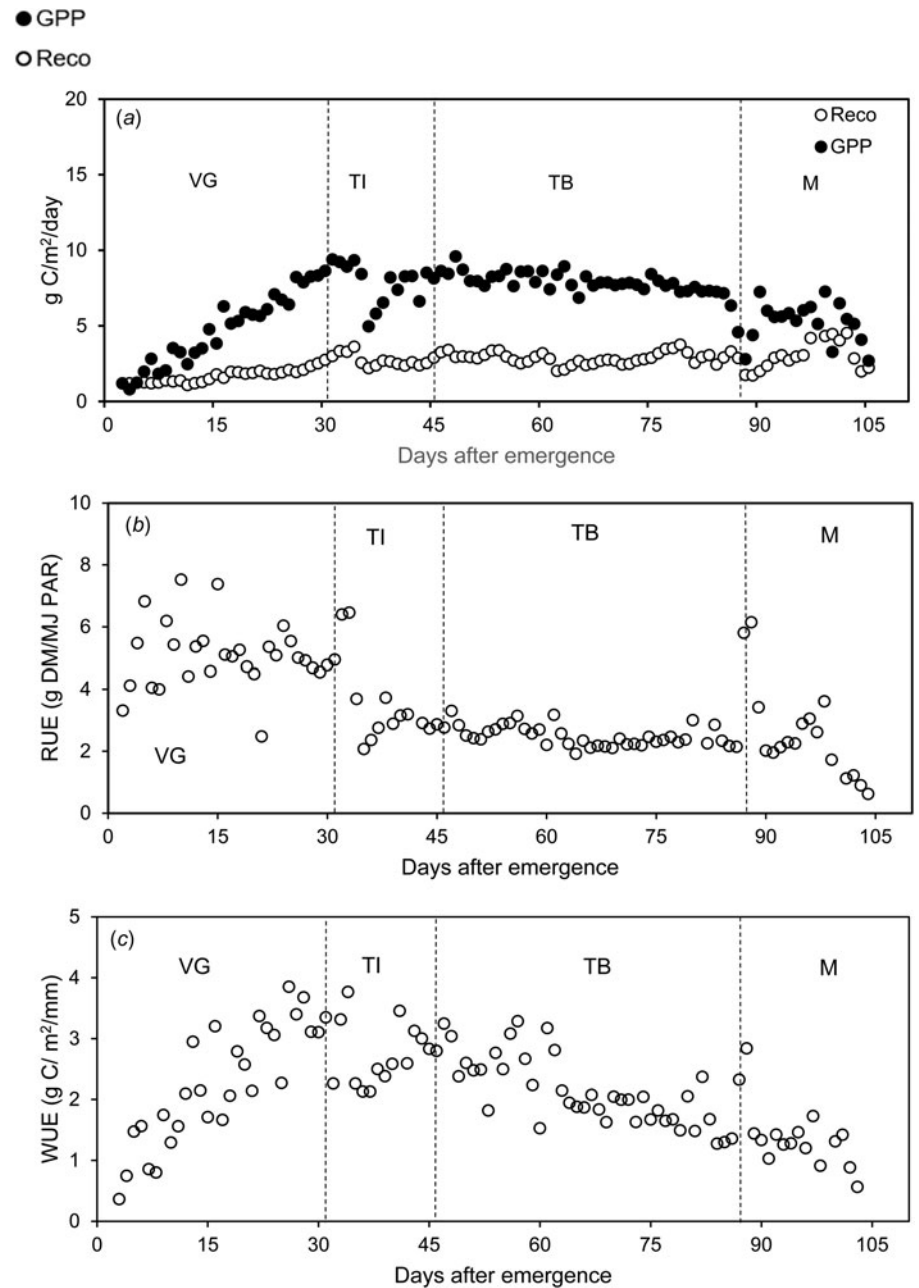 GPP
Reco
20
15
10
5
0
g C/m²/day
(a)
VG
TI
TB
M
Reco
GPP
0 15 30 45 60 75 90 105
Days after emergence
10
8
6
4
2
0
RUE (g DM/MJ PAR)
(b)
VG
TI
TB
M
0 15 30 45 60 75 90 105
Days after emergence
5
4
3
2
1
0
WUE (g C/ m²/mm)
(c)
VG
TI
TB
M
0 15 30 45 60 75 90 105
Days after emergence